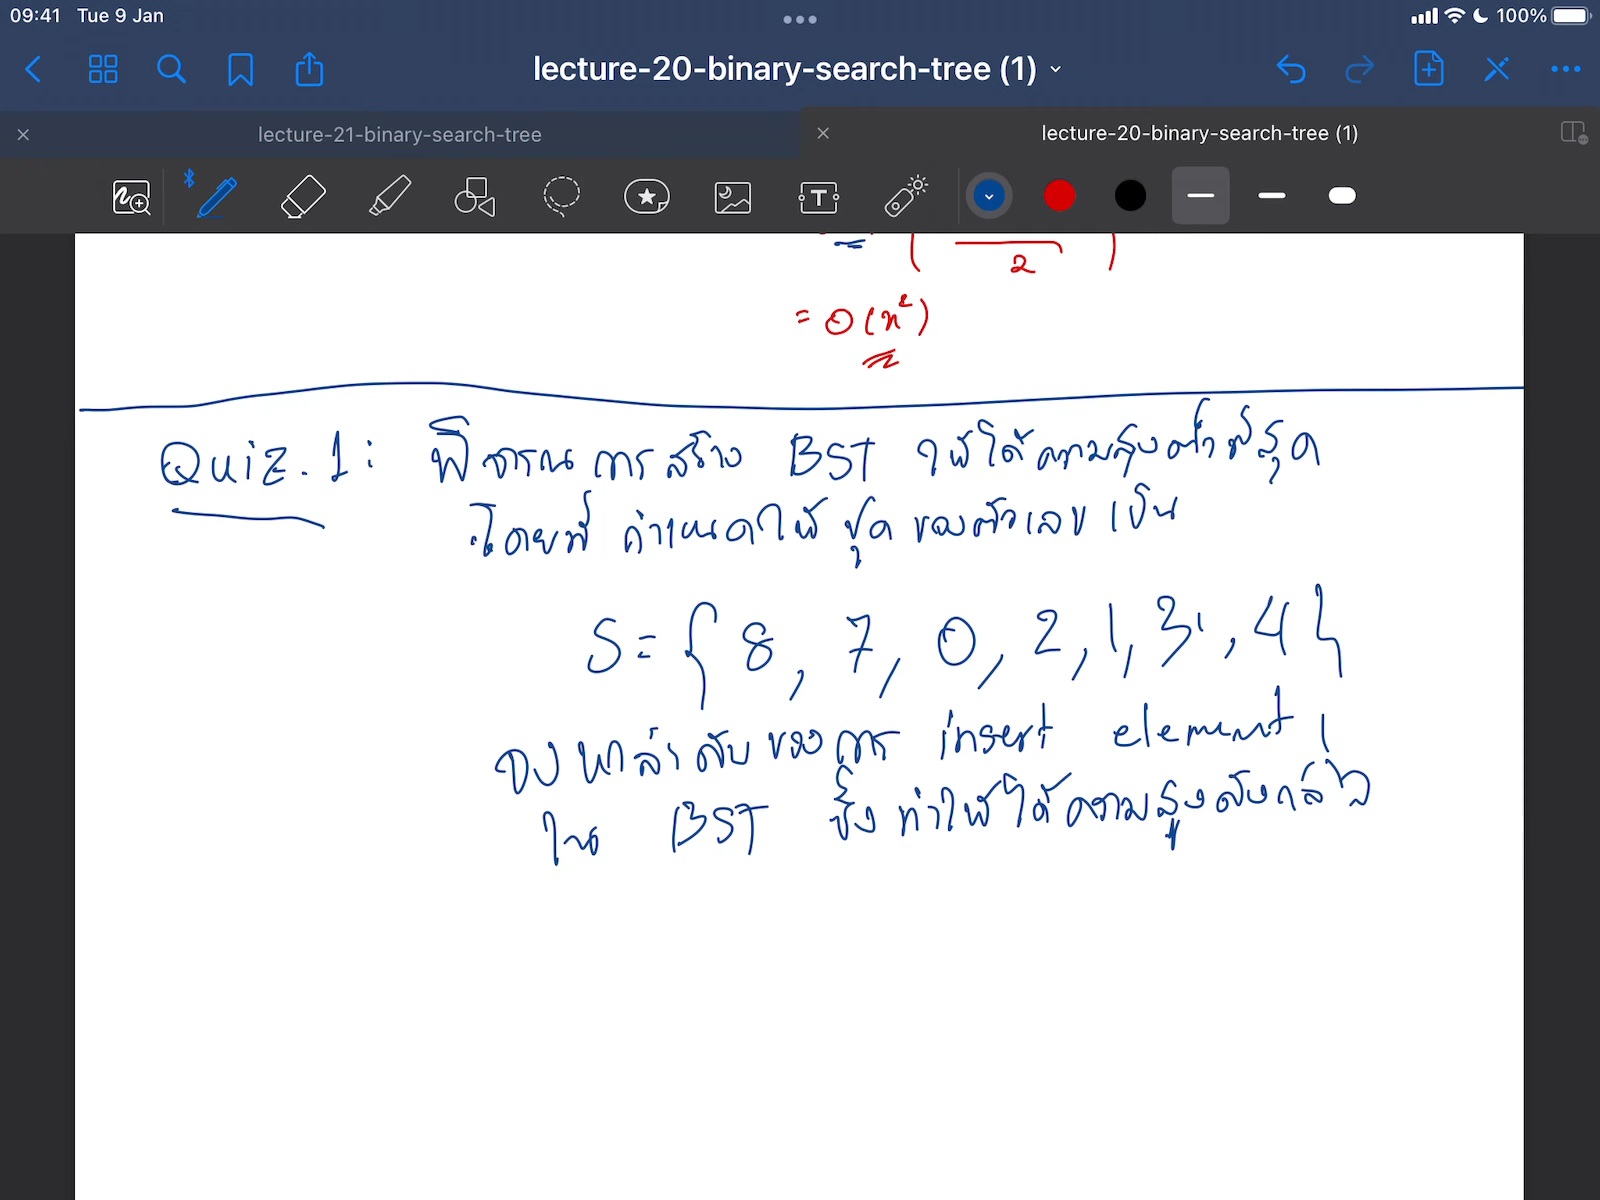 09:41 Tue 9 Jan 100%
lecture-20-binary-search-tree (1)
lecture-21-binary-search-tree lecture-20-binary-search-tree (1)
2
= Θ(n²)
Quiz.1: พิจารณาการสร้าง BST ให้ได้ความสูงต่ำที่สุด
โดยที่ กำหนดให้ ชุดของตัวเลข เป็น
S = { 8, 7, 0, 2, 1, 3, 4 }
จงหาลำดับของการ insert element
ใน BST ซึ่งทำให้ได้ความสูงดังกล่าว